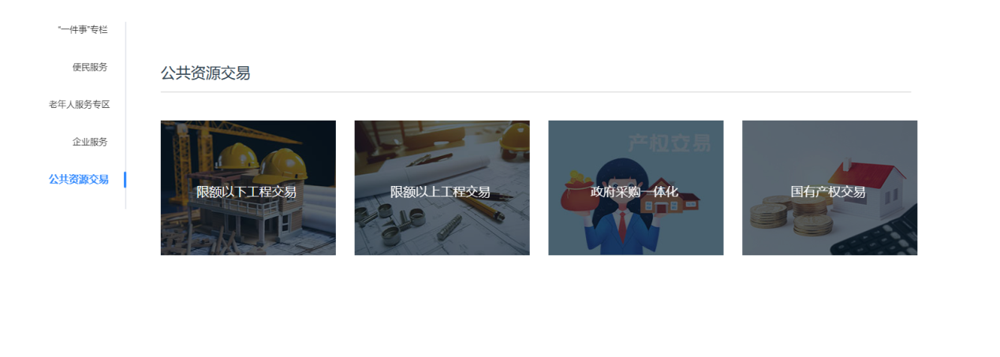 “一件事”专栏
便民服务
老年人服务专区
企业服务
公共资源交易
公共资源交易
限额以下工程交易
限额以上工程交易
产权交易
政府采购一体化
国有产权交易